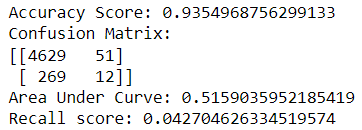 Accuracy Score: 0.9354968756299133
Confusion Matrix:
[[4629 51]
[ 269 12]]
Area Under Curve: 0.5159035952185419
Recall score: 0.042704626334519574